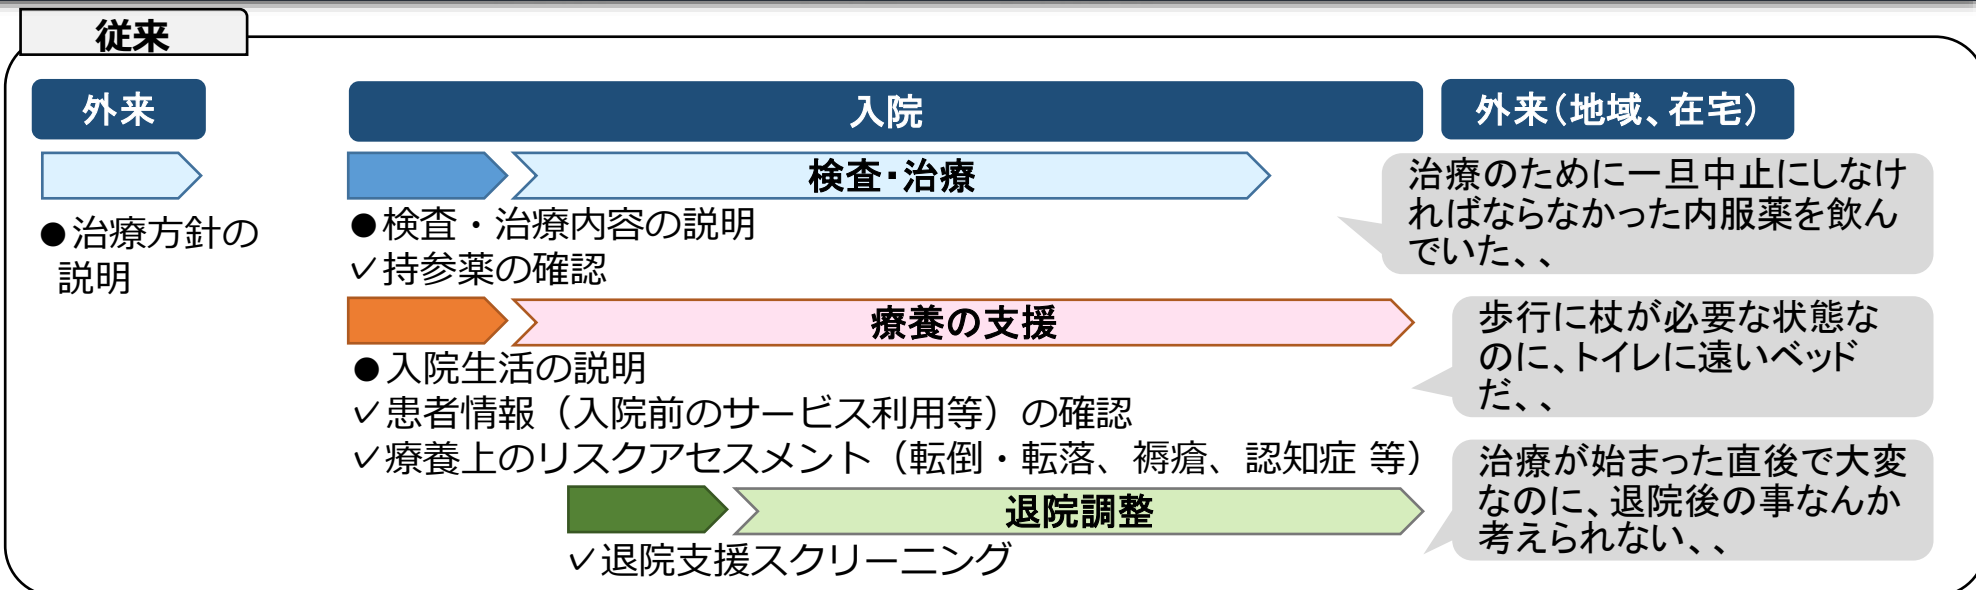 従来
外来
入院
外来（地域、在宅）
検査・治療
●治療方針の
説明
●検査・治療内容の説明
✓持参薬の確認
治療のために一旦中止にしなけ
ればならなかった内服薬を飲ん
でいた、、
療養の支援
●入院生活の説明
✓患者情報（入院前のサービス利用等）の確認
✓療養上のリスクアセスメント（転倒・転落、褥瘡、認知症 等）
歩行に杖が必要な状態な
のに、トイレに遠いベッド
だ、、
退院調整
✓退院支援スクリーニング
治療が始まった直後で大変
なのに、退院後の事なんか
考えられない、、